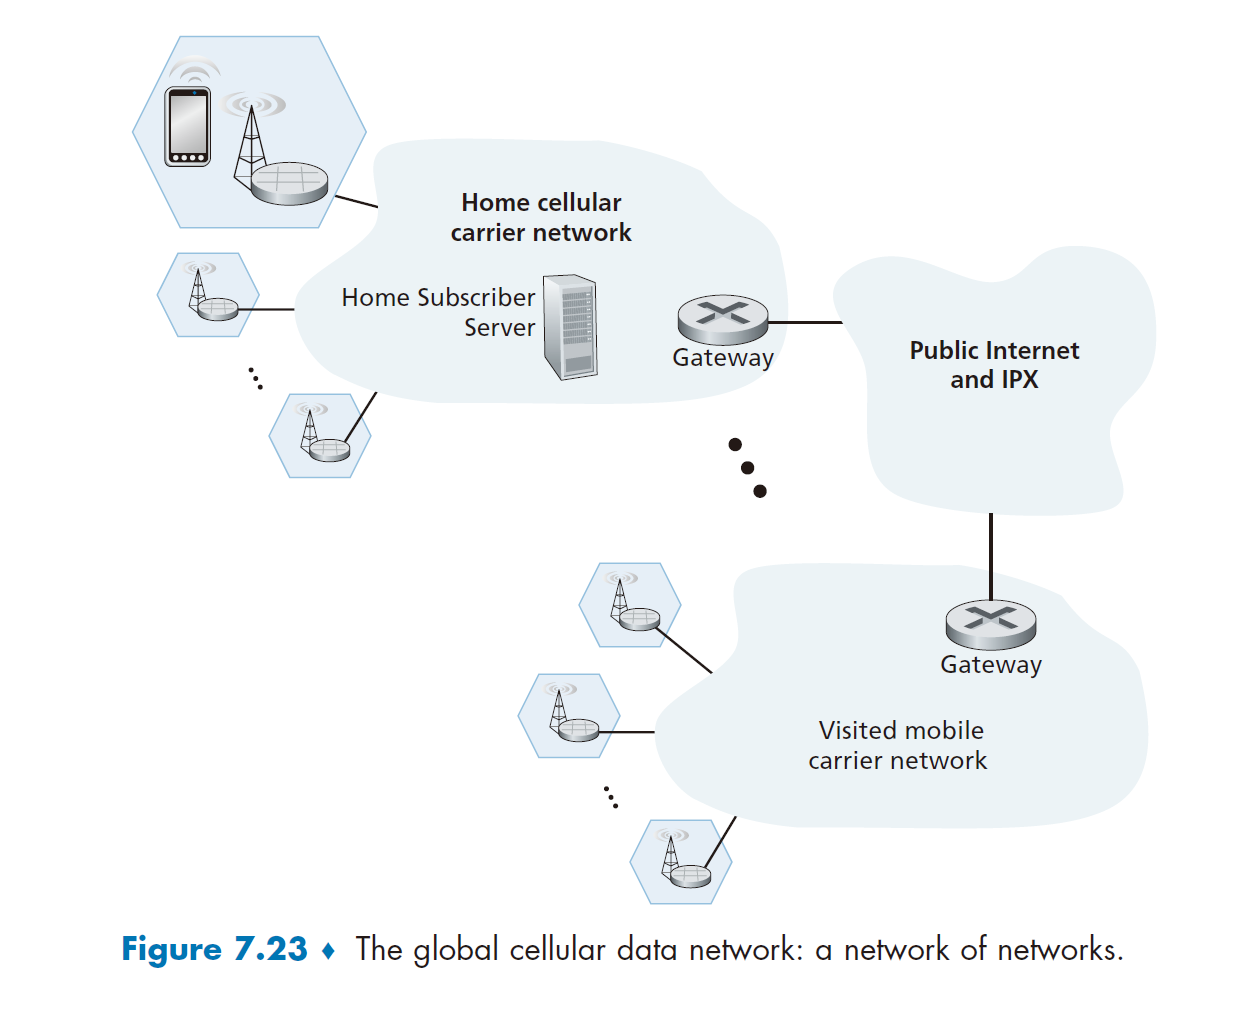 Home cellular
carrier network
Home Subscriber
Server
Gateway
Public Internet
and IPX
Gateway
Visited mobile
carrier network
Figure 7.23 ♦ The global cellular data network: a network of networks.